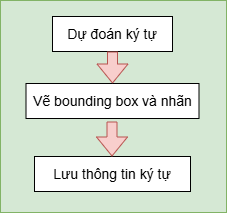 Dự đoán ký tự
Vẽ bounding box và nhãn
Lưu thông tin ký tự